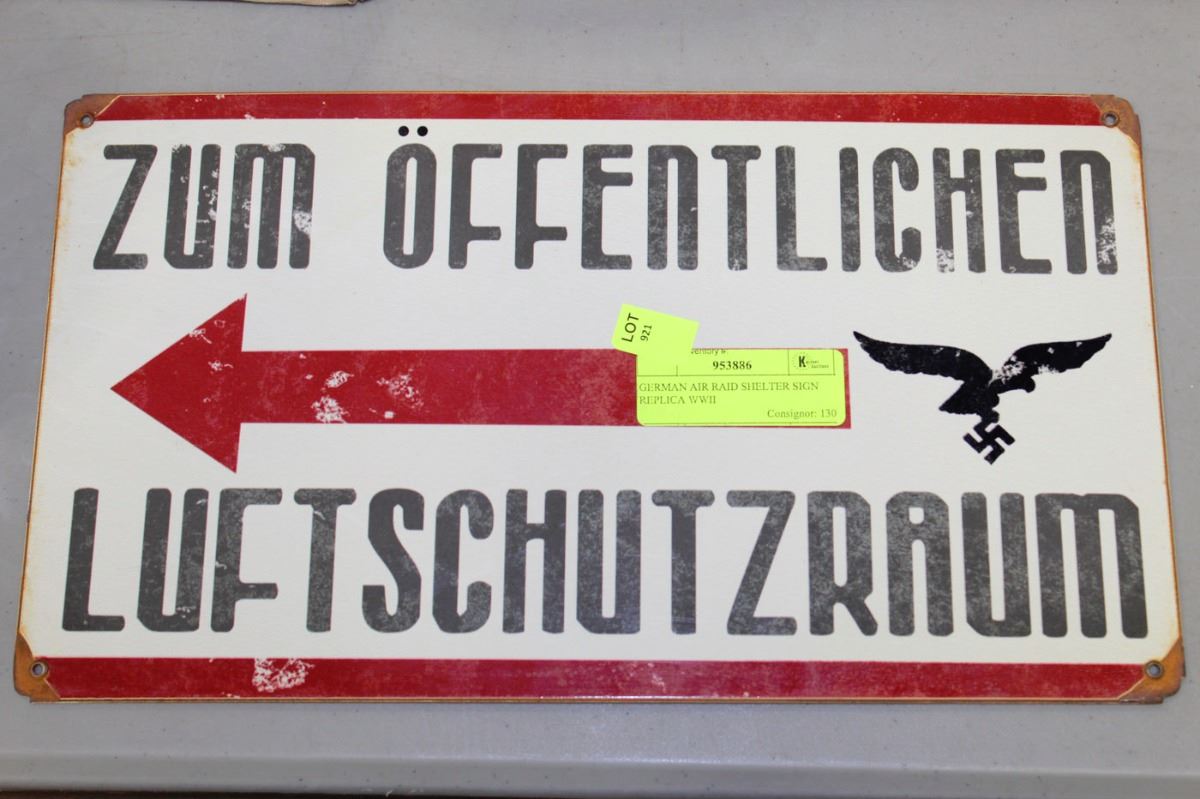 ZUM ÖFFENTLICHEN
LOT
921
953886
GERMAN AIR RAID SHELTER SIGN
REPLICA WWII
Consignor: 130
LUFTSCHUTZRAUM